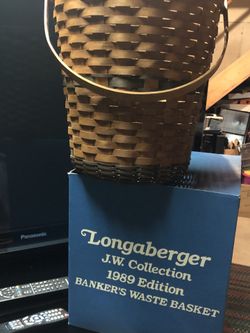 Panasonic
Longaberger
J.W. Collection
1989 Edition
BANKER'S WASTE BASKET